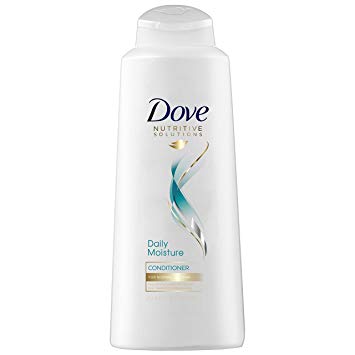 Dove
NUTRITIVE
SOLUTIONS
Daily
Moisture
CONDITIONER